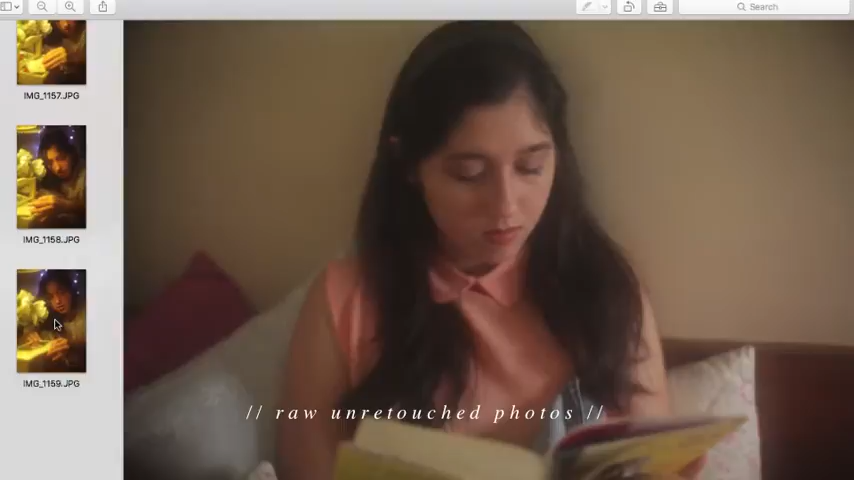 Search
IMG_1157.JPG
IMG_1158.JPG
IMG_1159.JPG
// raw unretouched photos //